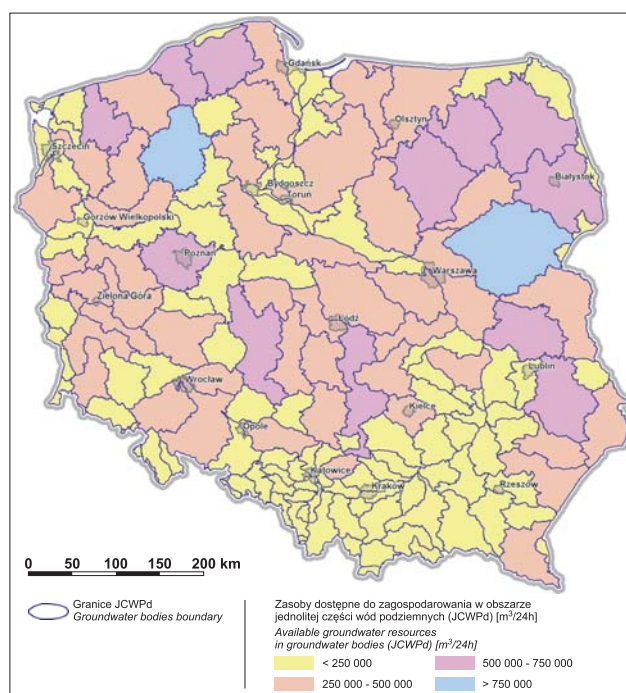 Gdańsk
Olsztyn
Szczecin
Białystok
Bydgoszcz
Toruń
Gorzów Wielkopolski
Poznań
Warszawa
Zielona Góra
Łódź
Lublin
Wrocław
Kielce
Opole
Katowice
Kraków
Rzeszów
0 50 100 150 200 km
Granice JCWPd
Groundwater bodies boundary
Zasoby dostępne do zagospodarowania w obszarze
jednolitej części wód podziemnych (JCWPd) [m³/24h]
Available groundwater resources
in groundwater bodies (JCWPd) [m³/24h]
< 250 000
500 000 - 750 000
250 000 - 500 000
> 750 000